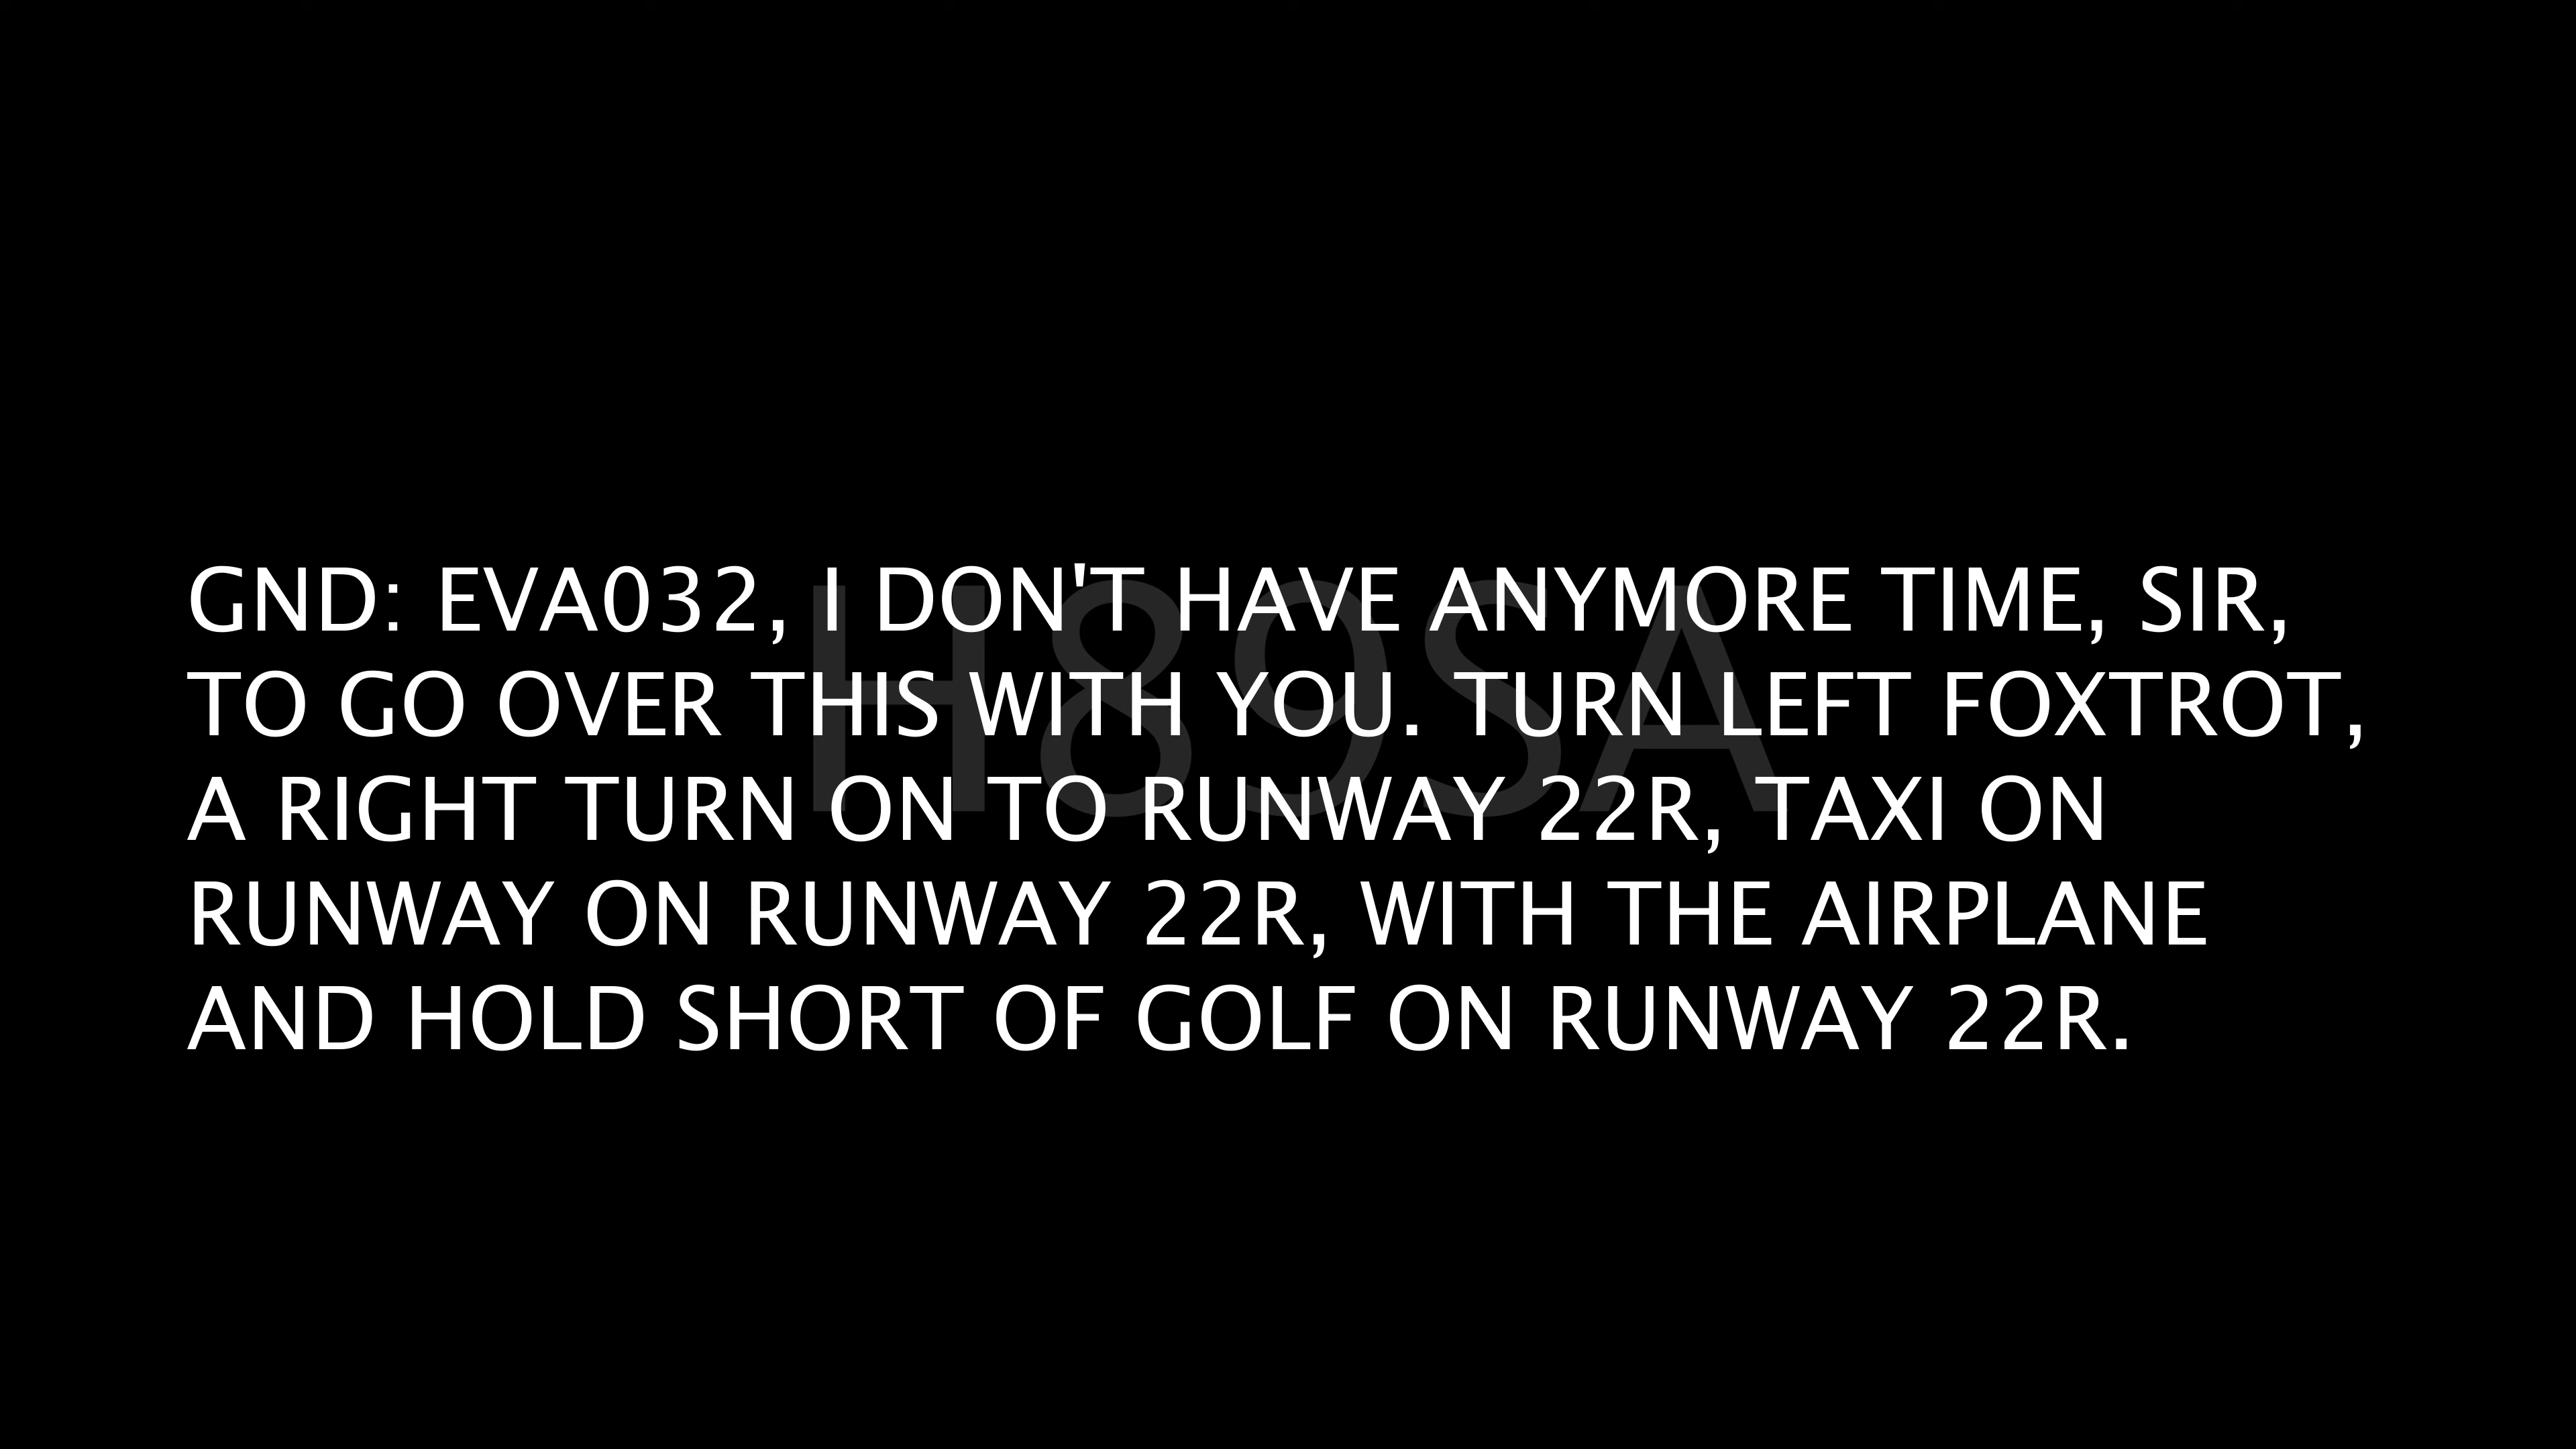 GND: EVA032, I DON'T HAVE ANYMORE TIME, SIR,
TO GO OVER THIS WITH YOU. TURN LEFT FOXTROT,
A RIGHT TURN ON TO RUNWAY 22R, TAXI ON
RUNWAY ON RUNWAY 22R, WITH THE AIRPLANE
AND HOLD SHORT OF GOLF ON RUNWAY 22R.
H89SA